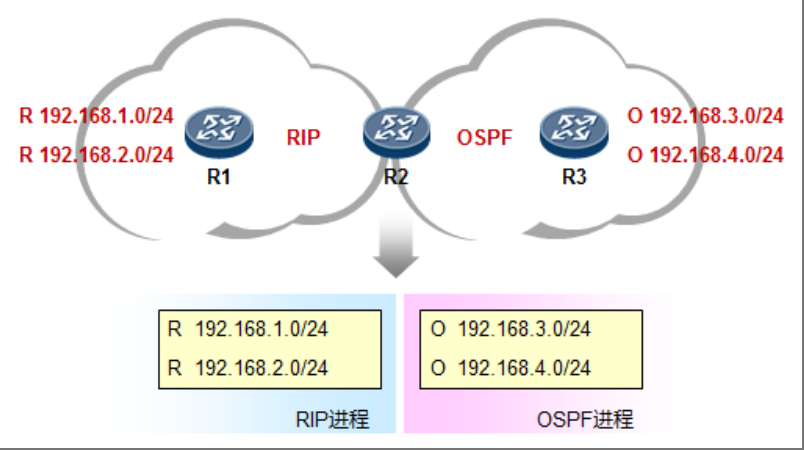 R 192.168.1.0/24
R 192.168.2.0/24
RIP
OSPF
O 192.168.3.0/24
O 192.168.4.0/24
R1
R2
R3
R 192.168.1.0/24
R 192.168.2.0/24
RIP进程
O 192.168.3.0/24
O 192.168.4.0/24
OSPF进程